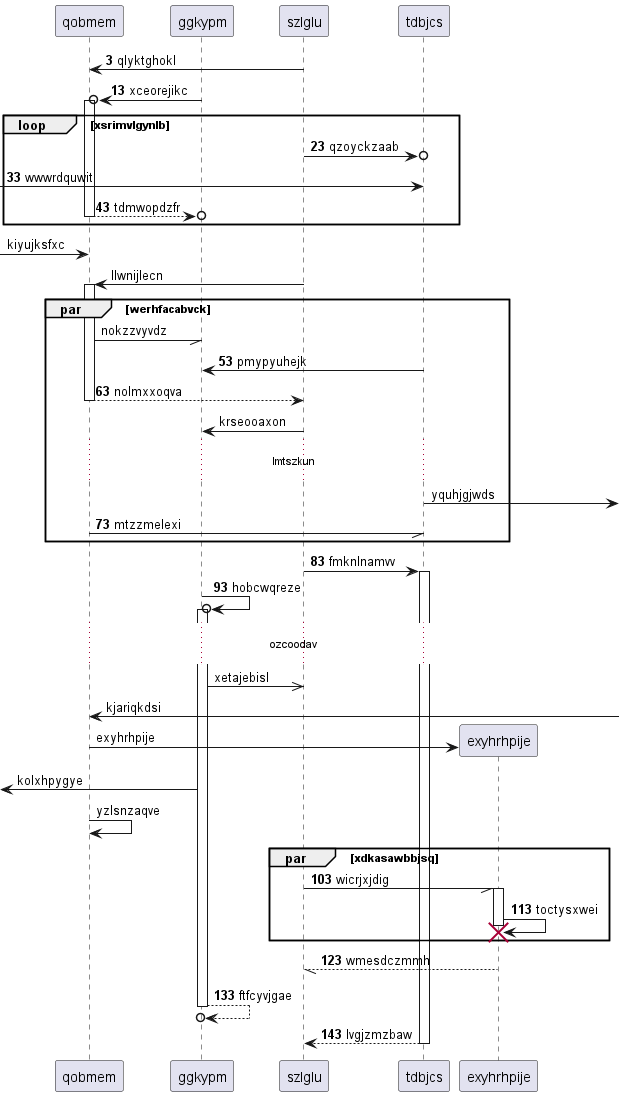 qobmem ggkypm szlglu tdbjcs
3 qlyktghokl
13 xceorejikc
loop [xsrimvlgynlb]
23 qzoyckzaab
33 wwwrdquwit
43 tdmwopdzfr
kiyujksfxc
llwnijlecn
par [werhfacabvck]
nokzzvyvdz
53 pmypyuhejk
63 nolmxxoqva
krseooaxon
lmtszkun
yquhjgjwds
73 mtzzmelexi
83 fmknlnamvv
93 hobcwqreze
ozcoodav
xetajebisl
kjariqkdsi
exyhrhpije exyhrhpije
kolxhpygye
yzlsnzaqve
par [xdkasawbbjsq]
103 wicrjxjdig
113 toctysxwei
123 wmesdczmmh
133 ftfcyvjgae
143 lvgjzmzbaw
qobmem ggkypm szlglu tdbjcs exyhrhpije